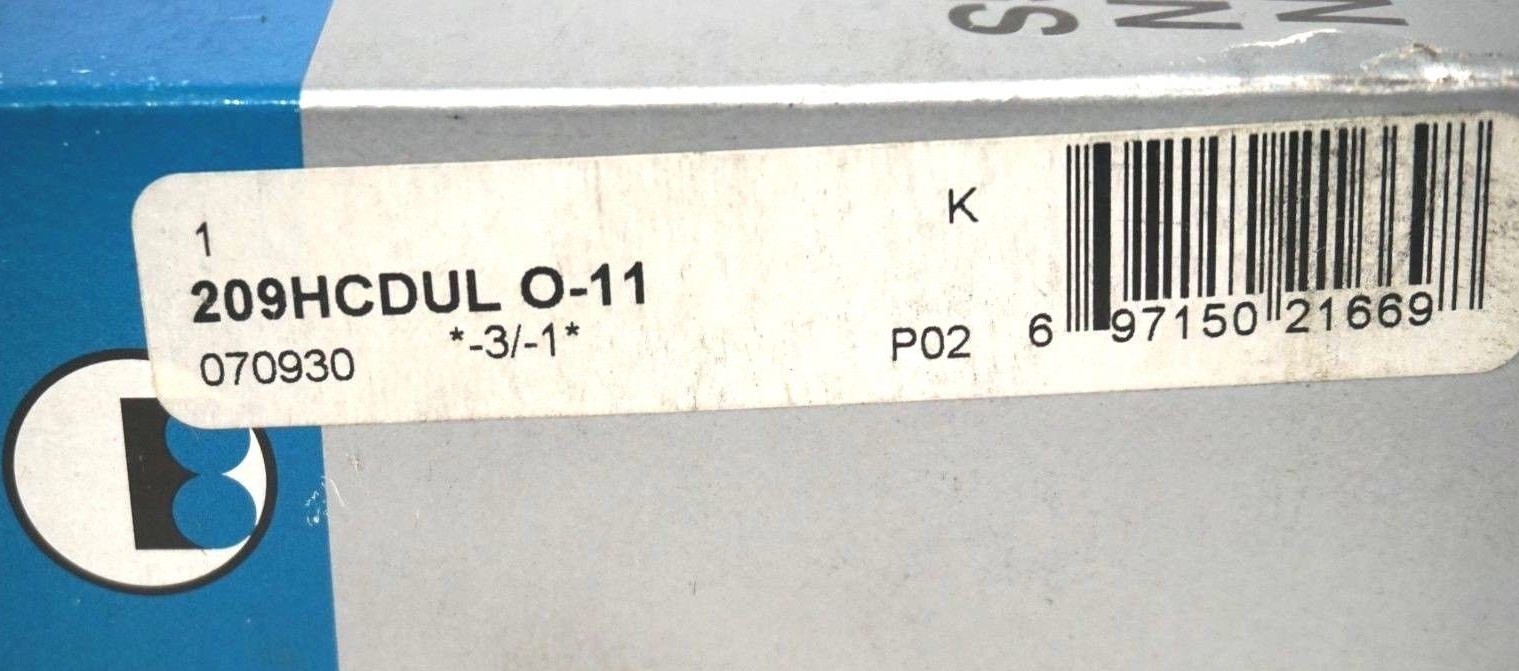 1
K
209HCDUL O-11
*-3/-1*
070930
P02
6 97150 21669